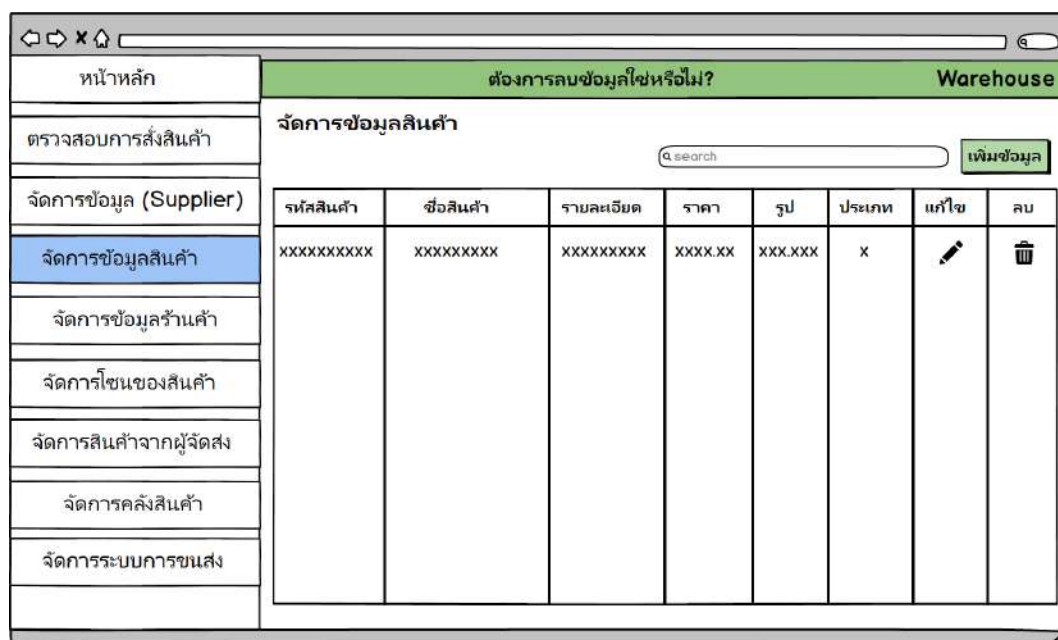 หน้าหลัก
ต้องการลบข้อมูลใช่หรือไม่?
Warehouse
ตรวจสอบการสั่งสินค้า
จัดการข้อมูล (Supplier)
จัดการข้อมูลสินค้า
จัดการข้อมูลร้านค้า
จัดการโซนของสินค้า
จัดการสินค้าจากผู้จัดส่ง
จัดการคลังสินค้า
จัดการระบบการขนส่ง
จัดการข้อมูลสินค้า
search
เพิ่มข้อมูล
รหัสสินค้า ชื่อสินค้า รายละเอียด ราคา รูป ประเภท แก้ไข ลบ
xxxxxxxxxx xxxxxxxxx xxxxxxxxx xxxx.xx xxx.xxx x